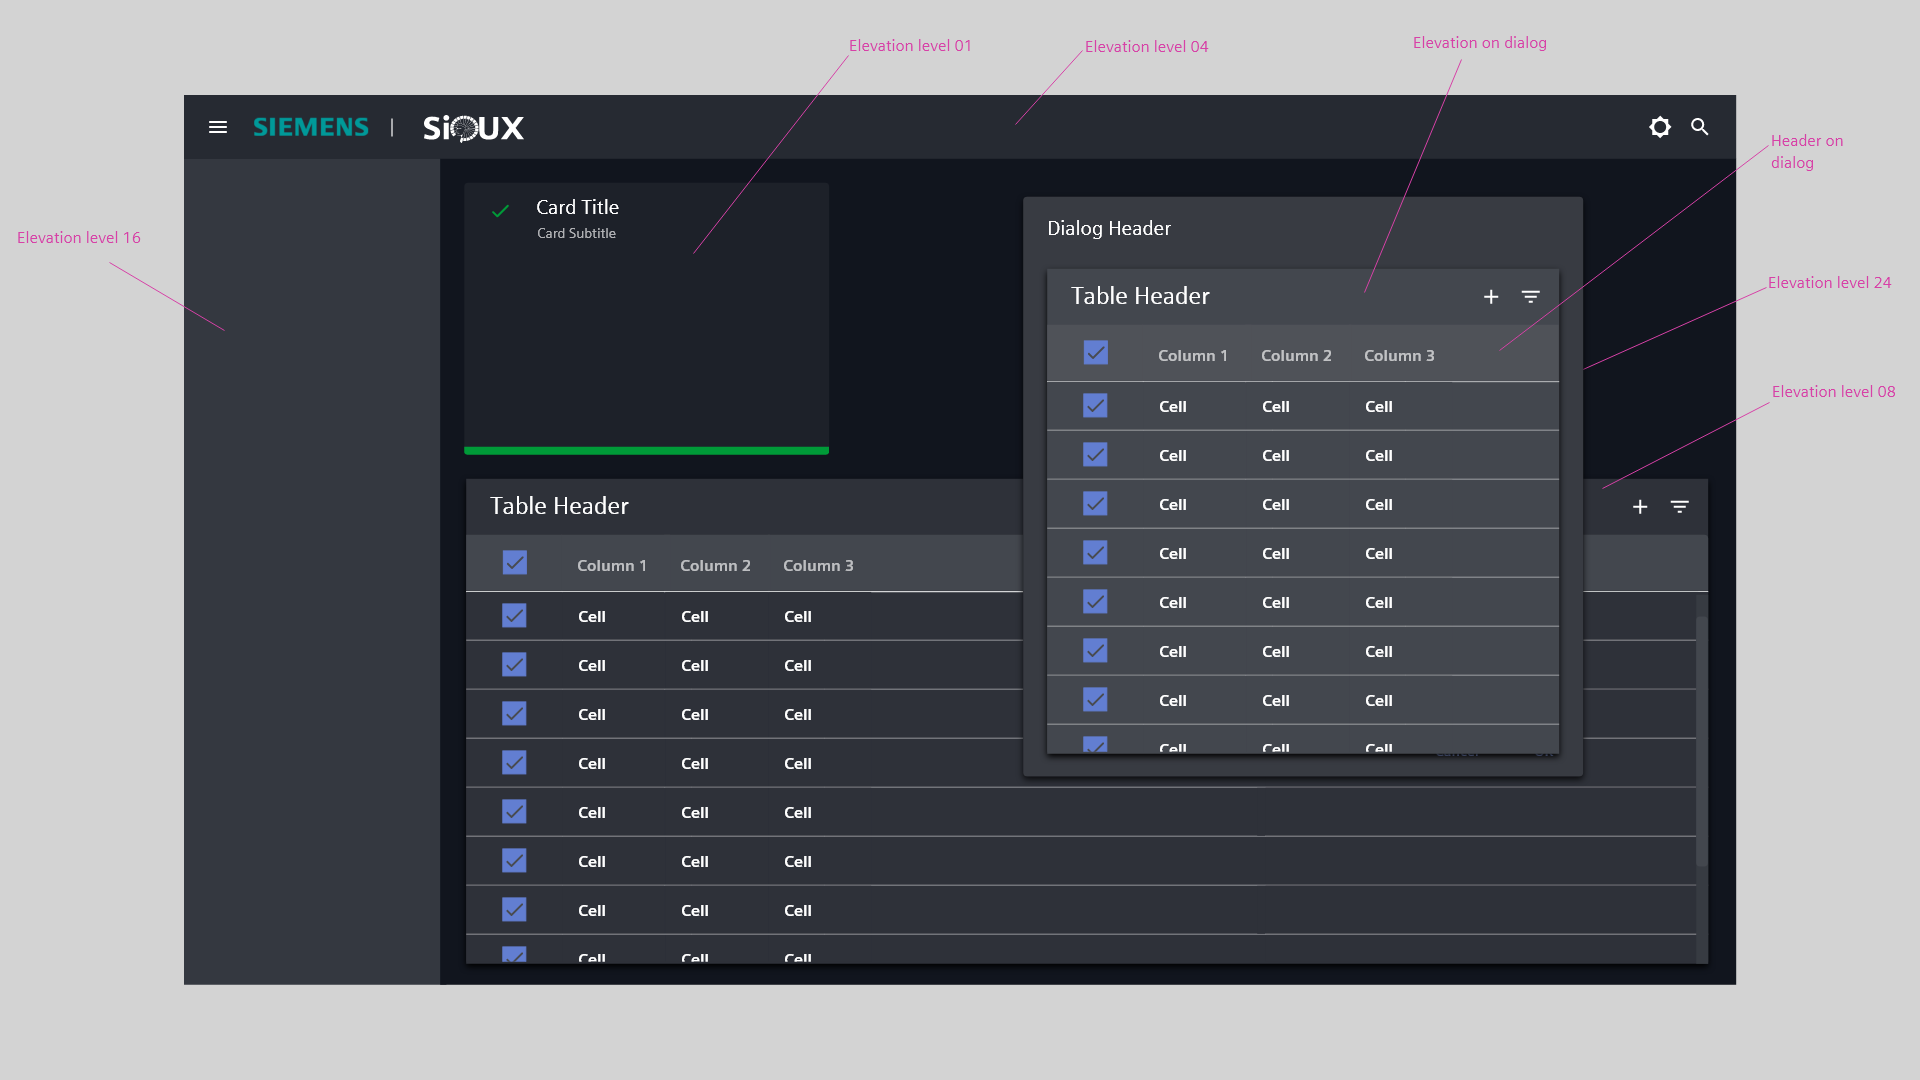 Elevation level 01
Elevation level 04
Elevation on dialog
SIEMENS | SiOUX
Header on
dialog
Card Title
Card Subtitle
Elevation level 16
Dialog Header
Elevation level 24
Table Header
Column 1 Column 2 Column 3
Cell Cell Cell
Cell Cell Cell
Cell Cell Cell
Cell Cell Cell
Cell Cell Cell
Cell Cell Cell
Cell Cell Cell
Cell Cell Cell
Cancel OK
Elevation level 08
Table Header
Column 1 Column 2 Column 3
Cell Cell Cell
Cell Cell Cell
Cell Cell Cell
Cell Cell Cell
Cell Cell Cell
Cell Cell Cell
Cell Cell Cell
Cell Cell Cell